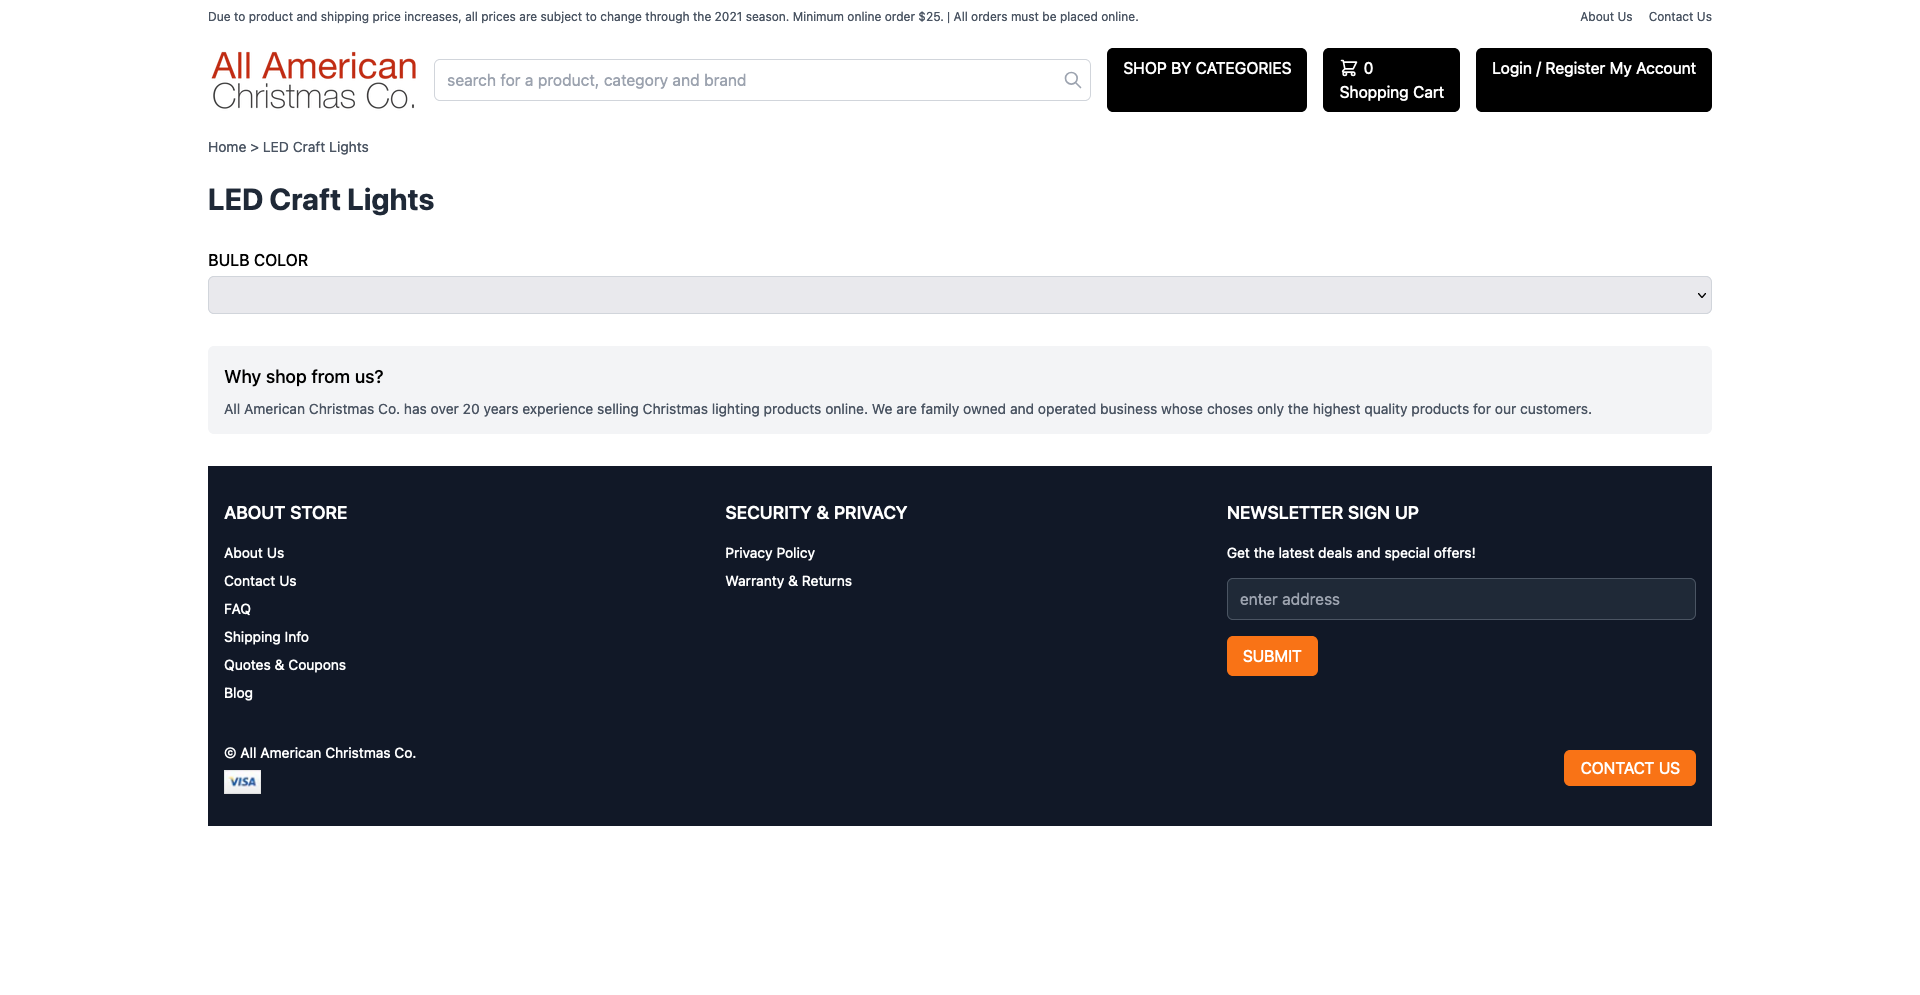 Due to product and shipping price increases, all prices are subject to change through the 2021 season. Minimum online order $25. | All orders must be placed online.
About Us
Contact Us
All American
Christmas Co.
search for a product, category and brand
SHOP BY CATEGORIES
0
Shopping Cart
Login / Register My Account
Home > LED Craft Lights
LED Craft Lights
BULB COLOR
Why shop from us?
All American Christmas Co. has over 20 years experience selling Christmas lighting products online. We are family owned and operated business whose choses only the highest quality products for our customers.
ABOUT STORE
About Us
Contact Us
FAQ
Shipping Info
Quotes & Coupons
Blog
SECURITY & PRIVACY
Privacy Policy
Warranty & Returns
NEWSLETTER SIGN UP
Get the latest deals and special offers!
enter address
SUBMIT
© All American Christmas Co.
VISA
CONTACT US